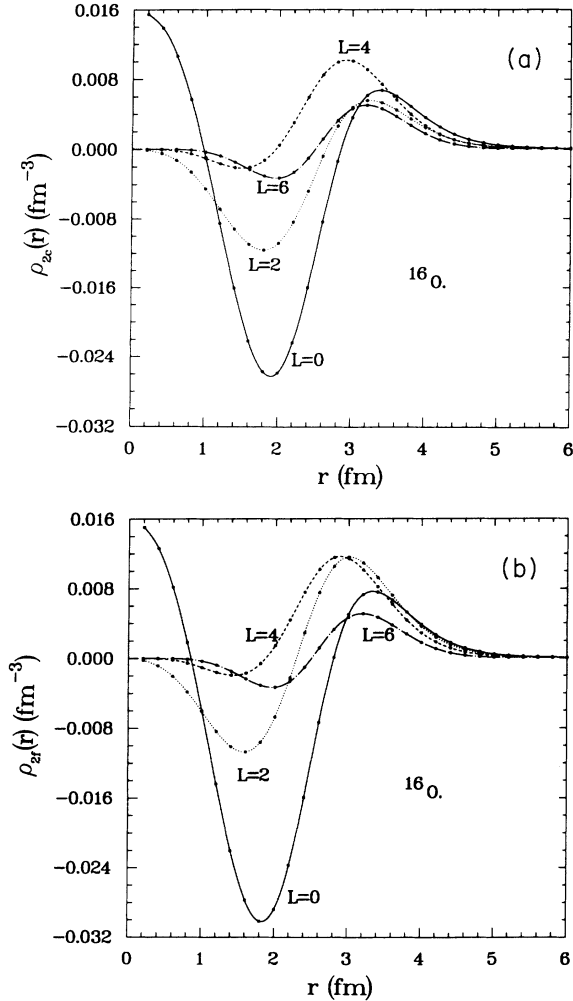 0.016
0.008
0.000
−0.008
−0.016
−0.024
−0.032
ρ₂c(r) (fm⁻³)
L=4
(a)
L=6
L=2
¹⁶O.
L=0
0 1 2 3 4 5 6
r (fm)
0.016
0.008
0.000
−0.008
−0.016
−0.024
−0.032
ρ₂f(r) (fm⁻³)
(b)
L=4
L=6
L=2
¹⁶O.
L=0
0 1 2 3 4 5 6
r (fm)